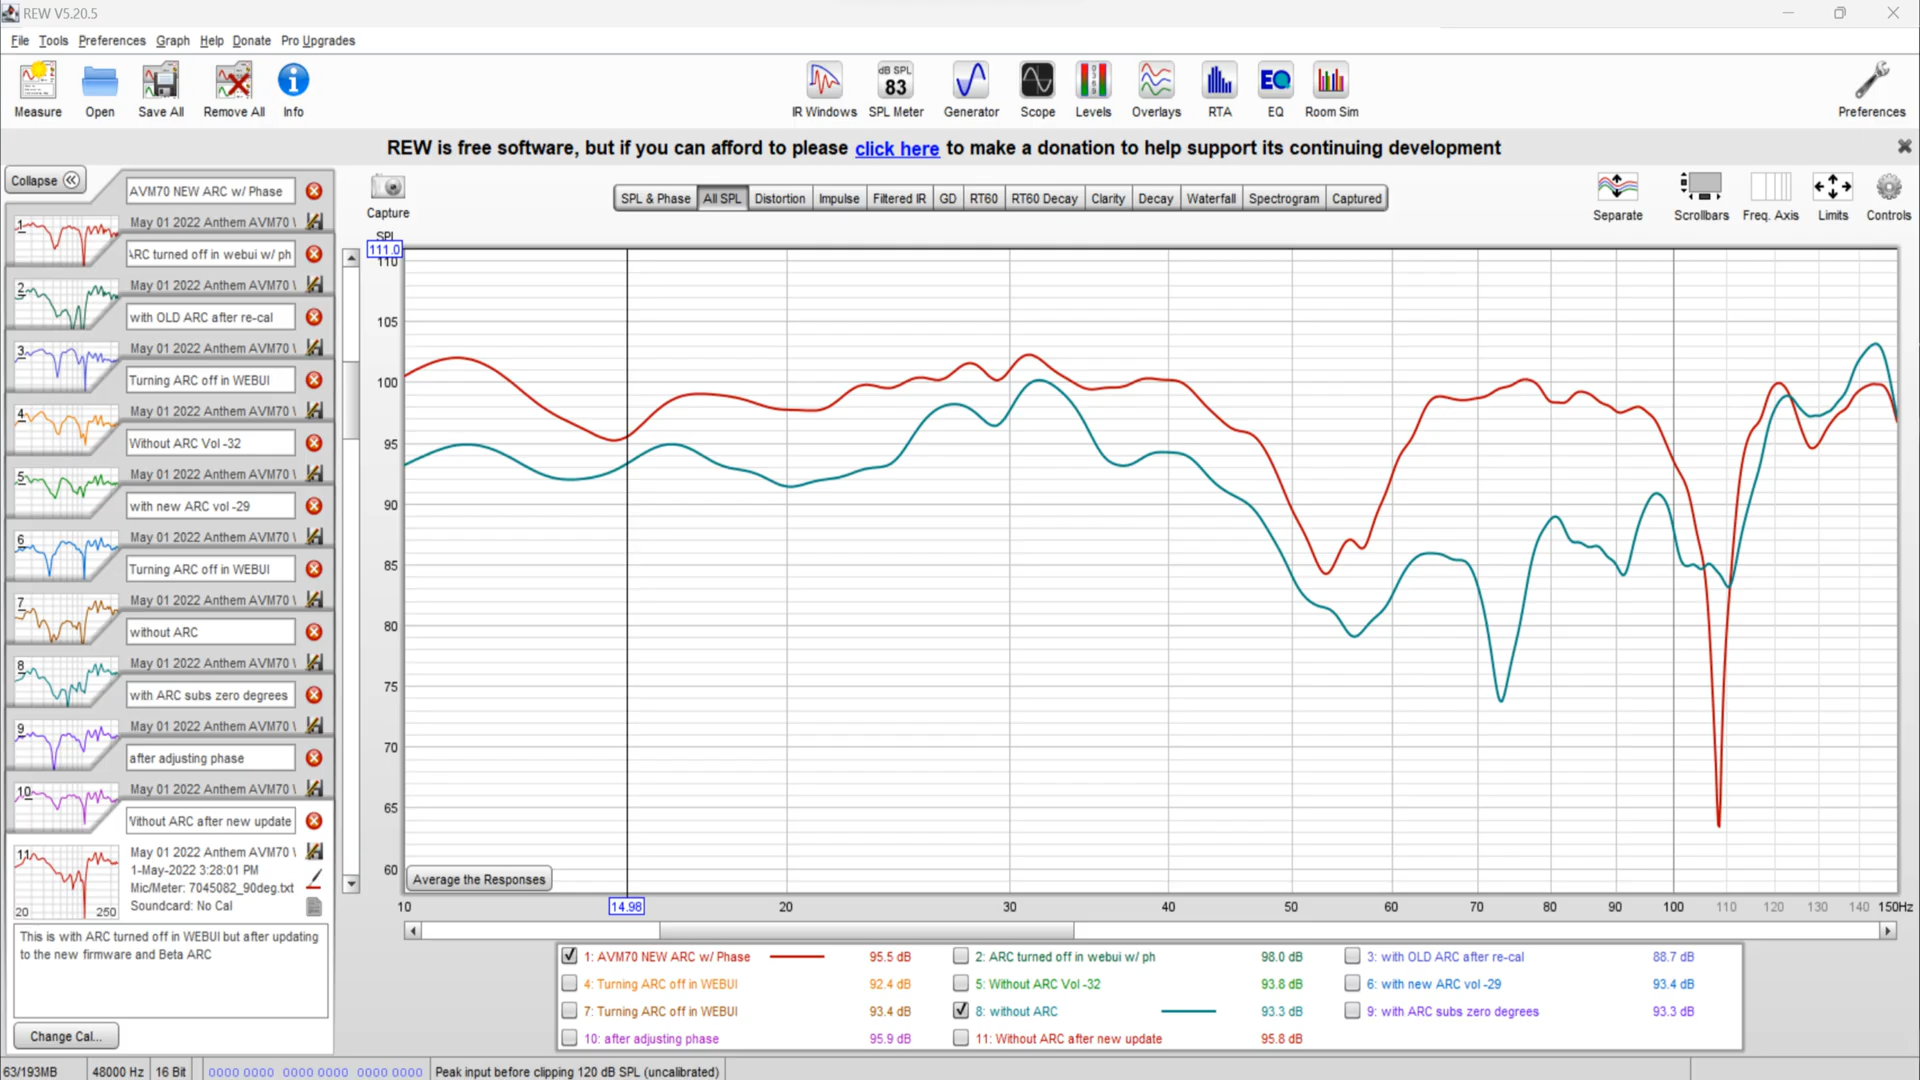 REW V5.20.5
File Tools Preferences Graph Help Donate Pro Upgrades
Measure Open Save All Remove All Info
IR Windows
dB SPL
83
SPL Meter Generator Scope Levels Overlays RTA
EQ
EQ Room Sim Preferences
REW is free software, but if you can afford to please click here to make a donation to help support its continuing development
Collapse
AVM70 NEW ARC w/ Phase
1
May 01 2022 Anthem AVM70 \
ARC turned off in webui w/ ph
2
May 01 2022 Anthem AVM70 \
with OLD ARC after re-cal
3
May 01 2022 Anthem AVM70 \
Turning ARC off in WEBUI
4
May 01 2022 Anthem AVM70 \
Without ARC Vol -32
5
May 01 2022 Anthem AVM70 \
with new ARC vol -29
6
May 01 2022 Anthem AVM70 \
Turning ARC off in WEBUI
7
May 01 2022 Anthem AVM70 \
without ARC
8
May 01 2022 Anthem AVM70 \
with ARC subs zero degrees
9
May 01 2022 Anthem AVM70 \
after adjusting phase
10
May 01 2022 Anthem AVM70 \
Without ARC after new update
11
May 01 2022 Anthem AVM70 \
1-May-2022 3:28:01 PM
Mic/Meter: 7045082_90deg.txt
Soundcard: No Cal
20 250
This is with ARC turned off in WEBUI but after updating
to the new firmware and Beta ARC
Change Cal...
Capture
SPL & Phase All SPL Distortion Impulse Filtered IR GD RT60 RT60 Decay Clarity Decay Waterfall Spectrogram Captured
Separate Scrollbars Freq. Axis Limits Controls
SPL
111.0
110
105
100
95
90
85
80
75
70
65
60
Average the Responses
10 14.98 20 30 40 50 60 70 80 90 100 110 120 130 140 150Hz
1: AVM70 NEW ARC w/ Phase 95.5 dB 2: ARC turned off in webui w/ ph 98.0 dB 3: with OLD ARC after re-cal 88.7 dB
4: Turning ARC off in WEBUI 92.4 dB 5: Without ARC Vol -32 93.8 dB 6: with new ARC vol -29 93.4 dB
7: Turning ARC off in WEBUI 93.4 dB 8: without ARC 93.3 dB 9: with ARC subs zero degrees 93.3 dB
10: after adjusting phase 95.9 dB 11: Without ARC after new update 95.8 dB
63/193MB 48000 Hz 16 Bit 0000 0000 0000 0000 0000 0000 Peak input before clipping 120 dB SPL (uncalibrated)